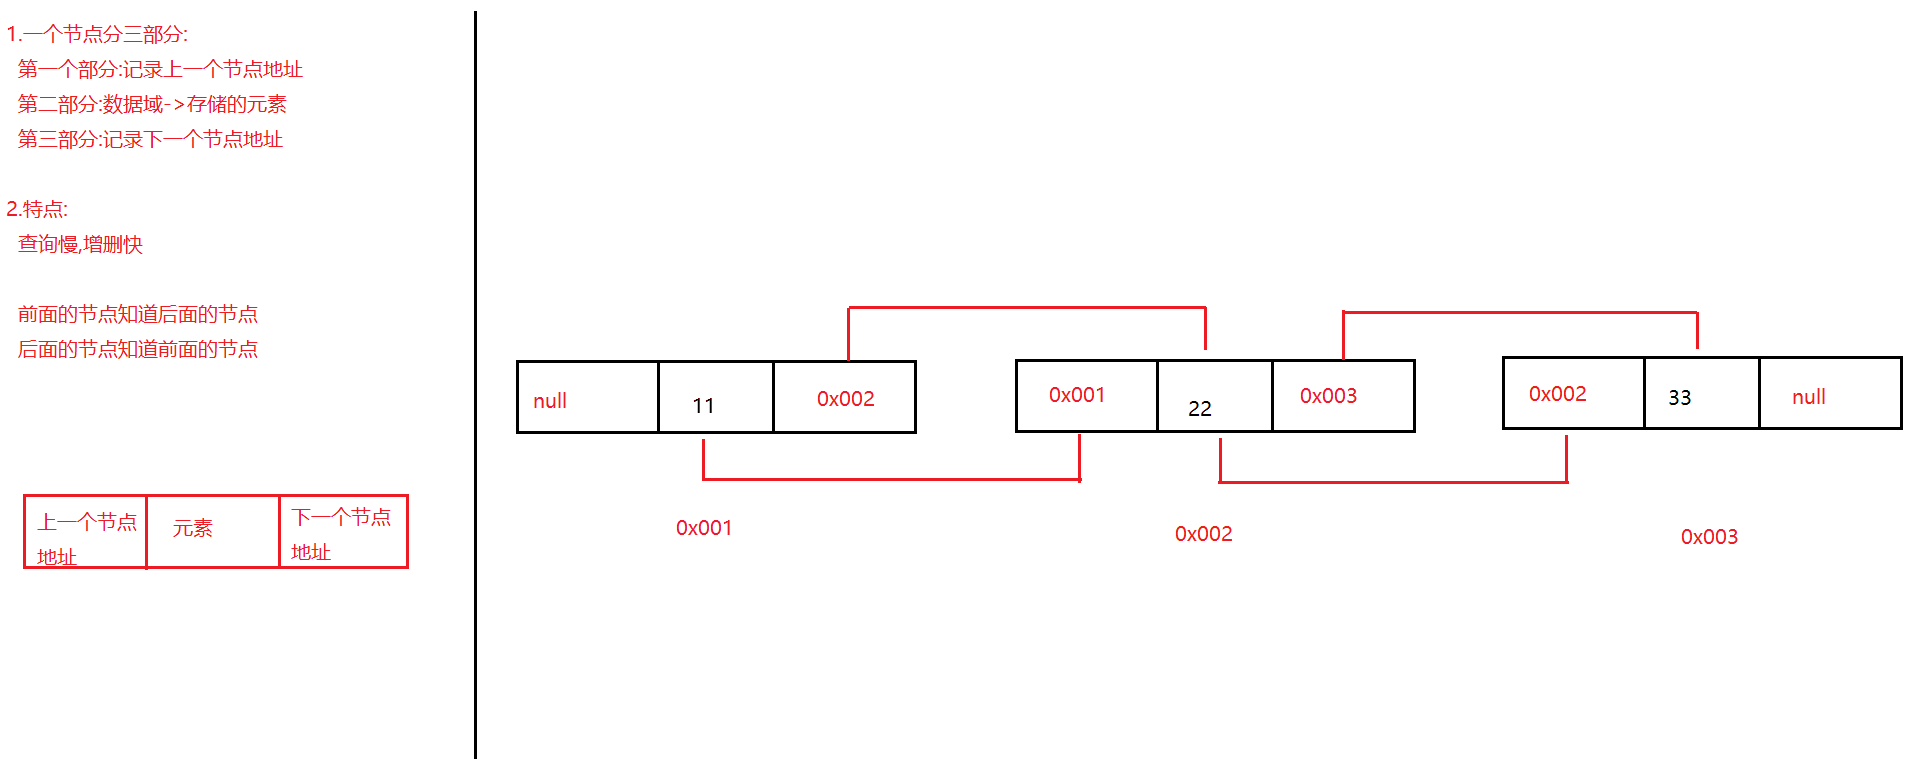 1.一个节点分三部分:
第一个部分:记录上一个节点地址
第二部分:数据域->存储的元素
第三部分:记录下一个节点地址
2.特点:
查询慢,增删快
前面的节点知道后面的节点
后面的节点知道前面的节点
上一个节点
地址
元素
下一个节点
地址
null
11
0x002
0x001
22
0x003
0x002
33
null
0x001
0x002
0x003